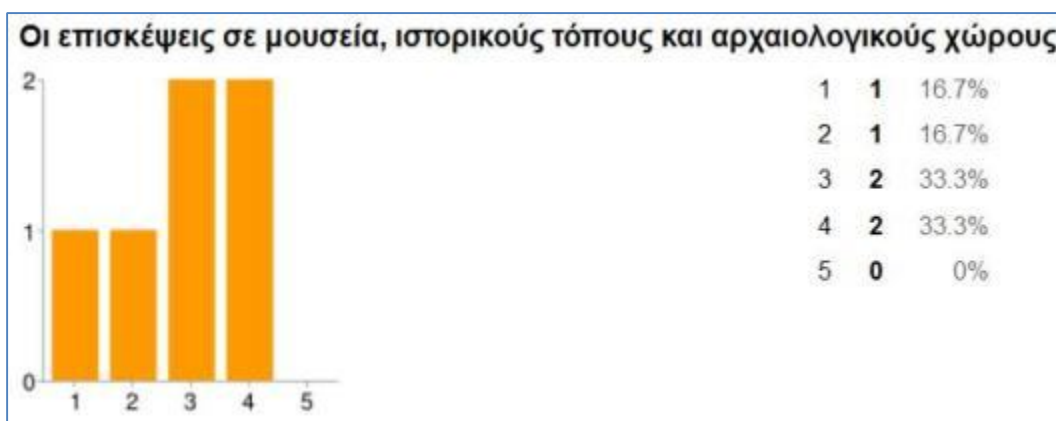 Οι επισκέψεις σε μουσεία, ιστορικούς τόπους και αρχαιολογικούς χώρους
2
1
0
1 2 3 4 5
1 1 16.7%
2 1 16.7%
3 2 33.3%
4 2 33.3%
5 0 0%